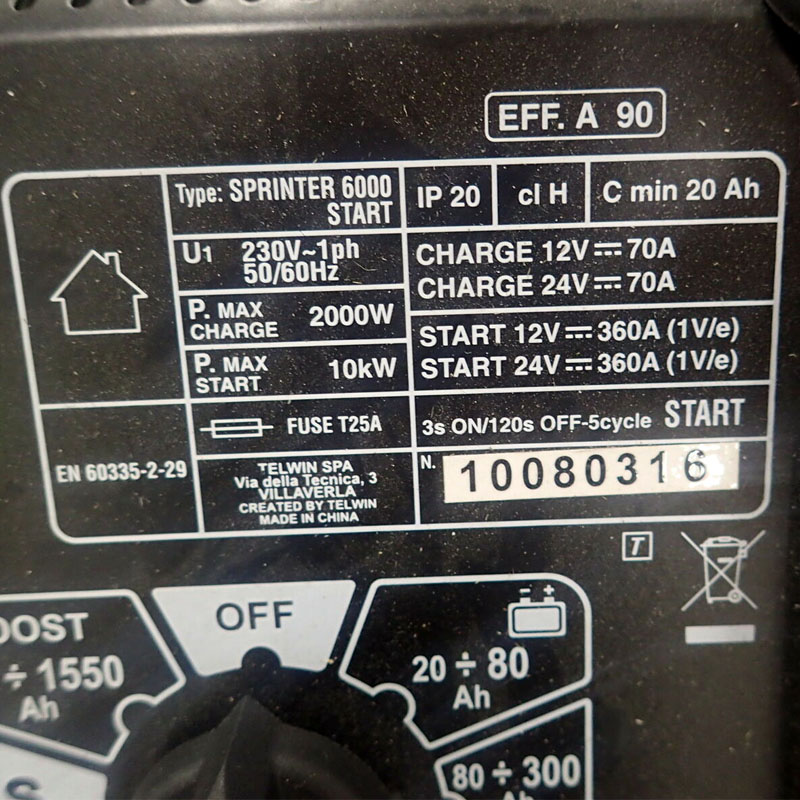 EFF. A 90
Type: SPRINTER 6000
START
IP 20
cl H
C min 20 Ah
U1 230V~1ph
50/60Hz
CHARGE 12V⎓70A
CHARGE 24V⎓70A
P. MAX
CHARGE
2000W
START 12V⎓360A (1V/e)
START 24V⎓360A (1V/e)
P. MAX
START
10kW
FUSE T25A
3s ON/120s OFF-5cycle START
EN 60335-2-29
TELWIN SPA
Via della Tecnica, 3
VILLAVERLA
CREATED BY TELWIN
MADE IN CHINA
N. 10080316
T
OOST
÷ 1550
Ah
OFF
- +
20 ÷ 80
Ah
80 ÷ 300
Ah
S